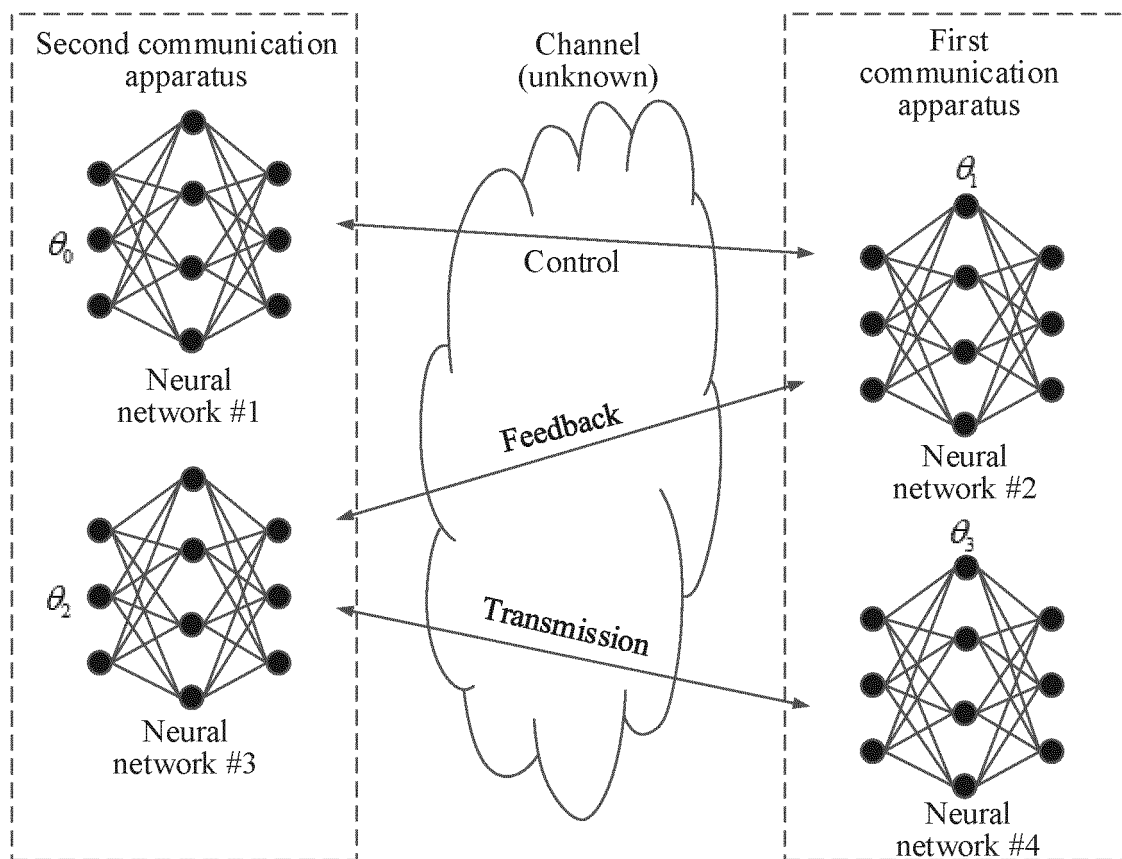 Second communication
apparatus
θ₀
Neural
network #1
θ₂
Neural
network #3
Channel
(unknown)
Control
Feedback
Transmission
First
communication
apparatus
θ₁
Neural
network #2
θ₃
Neural
network #4